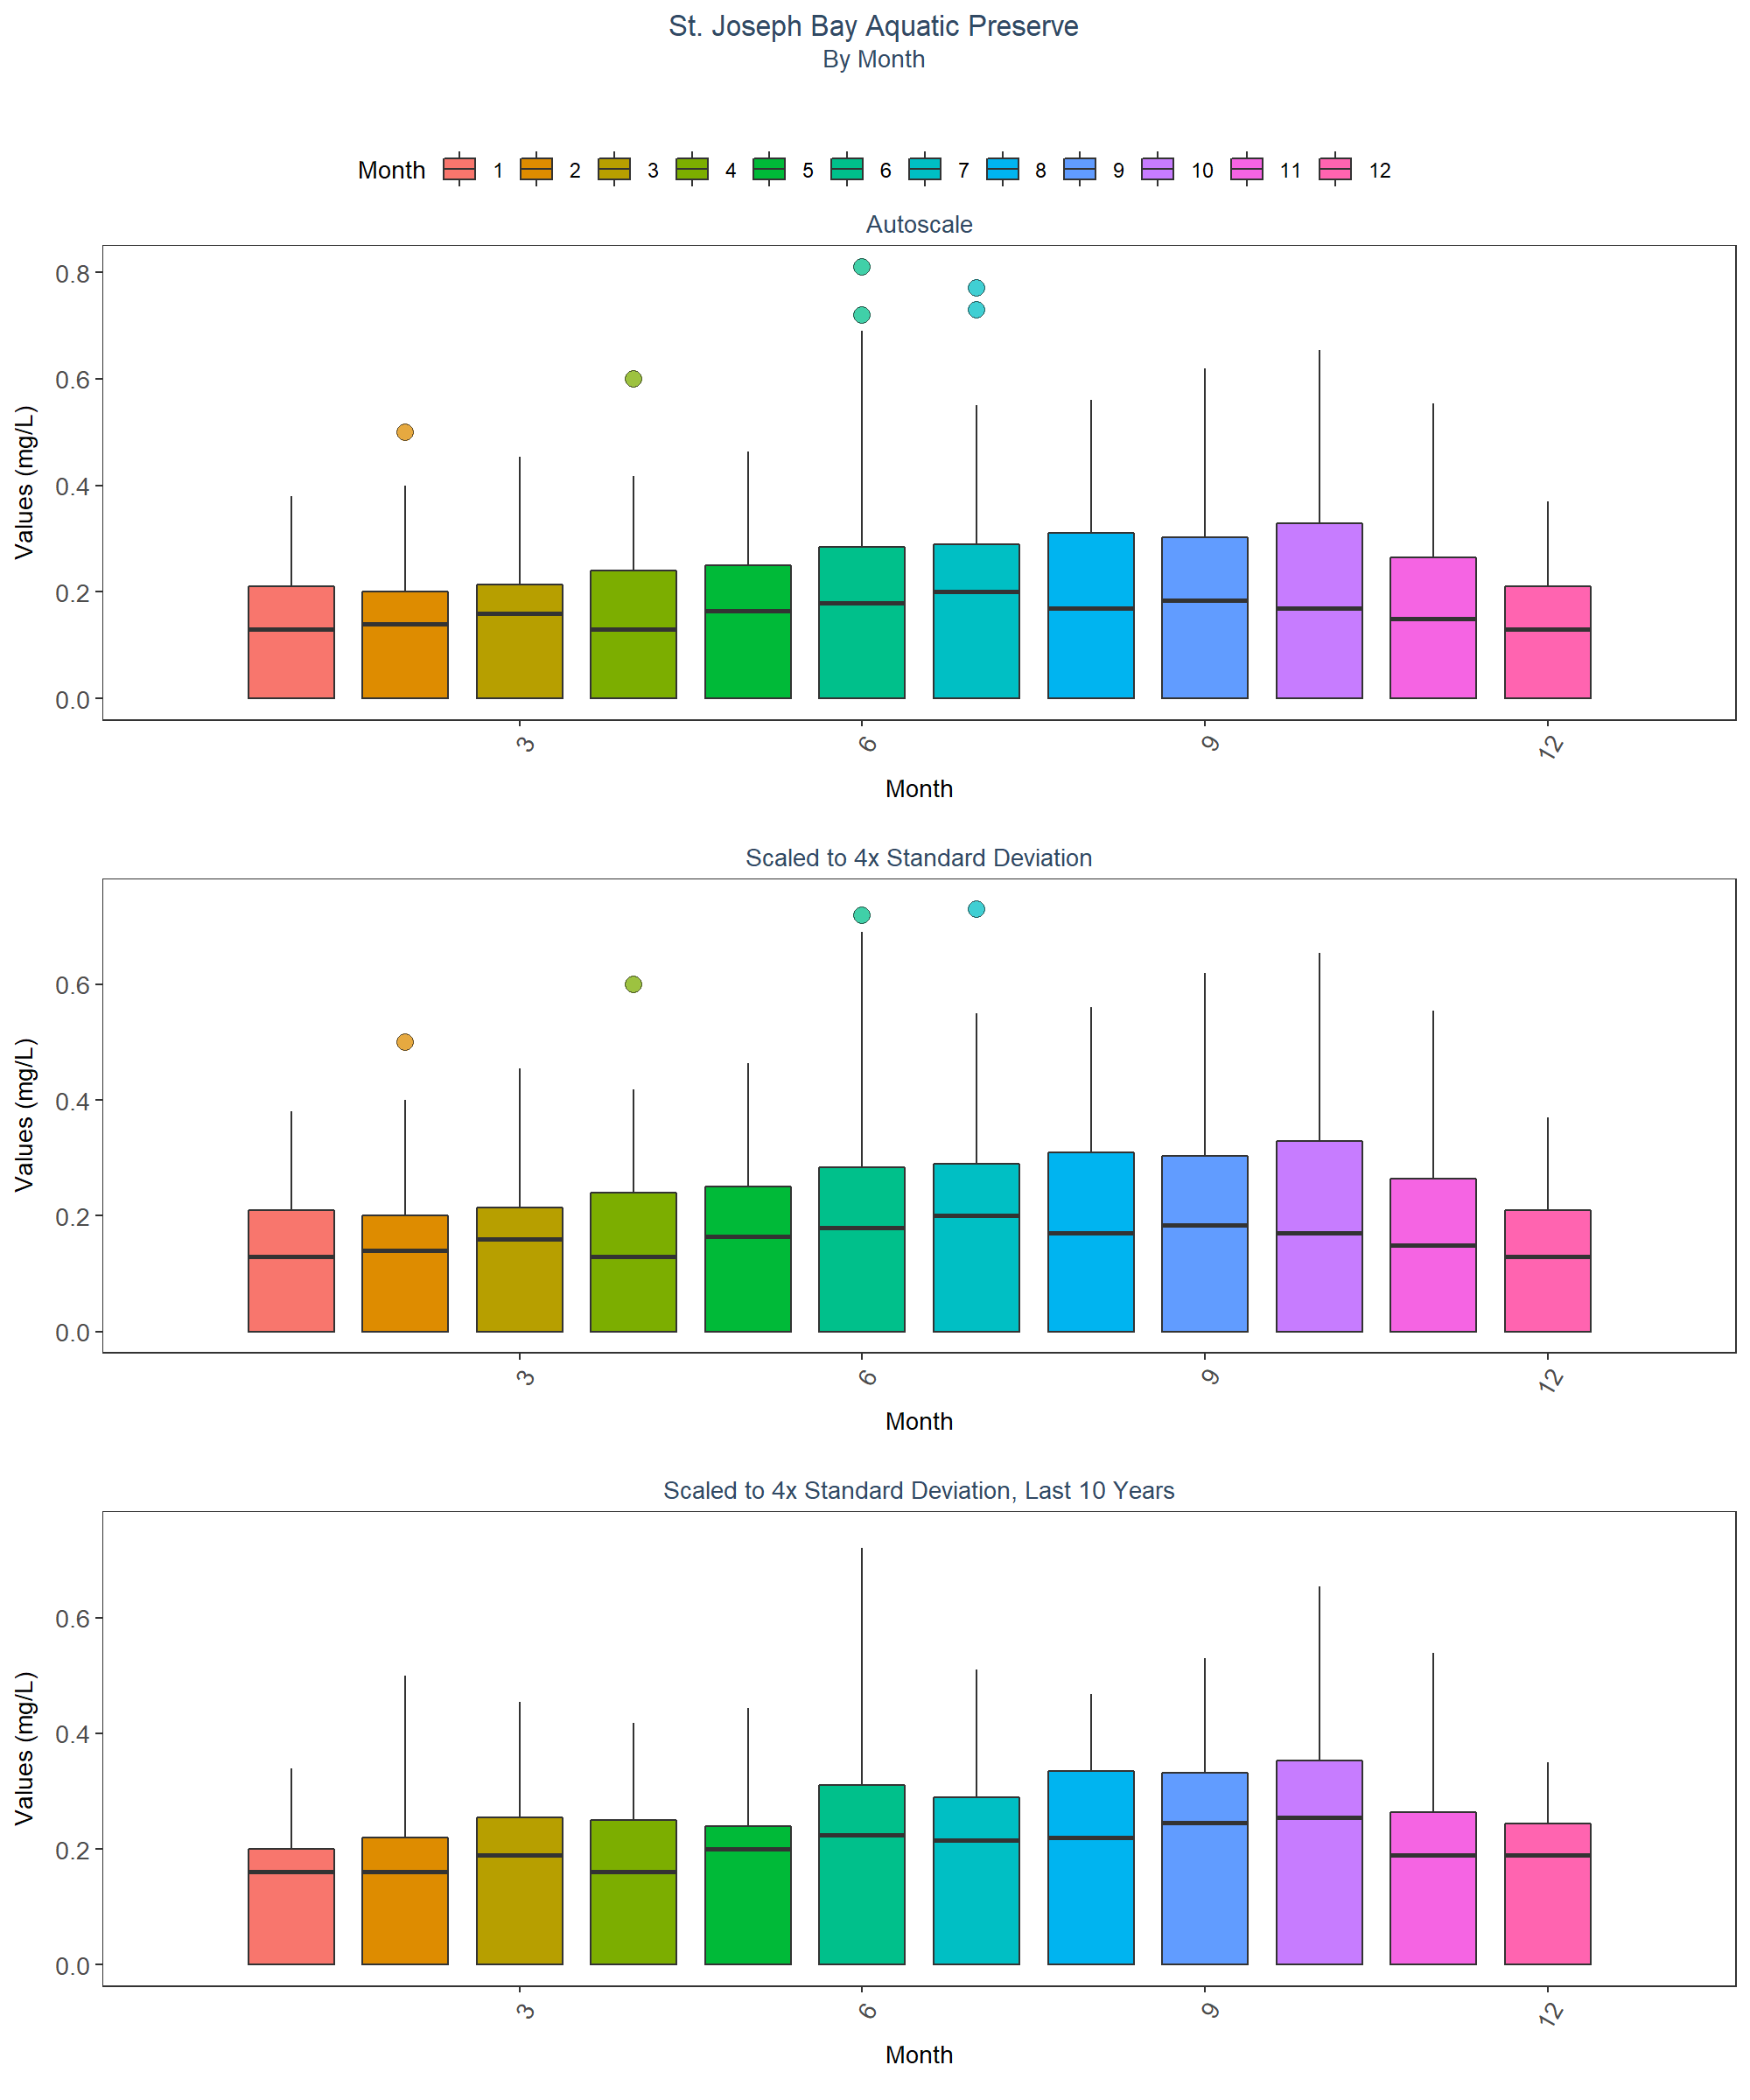 St. Joseph Bay Aquatic Preserve
By Month
Month 1 2 3 4 5 6 7 8 9 10 11 12
Autoscale
Values (mg/L)
0.8
0.6
0.4
0.2
0.0
3 6 9 12
Month
Scaled to 4x Standard Deviation
Values (mg/L)
0.6
0.4
0.2
0.0
3 6 9 12
Month
Scaled to 4x Standard Deviation, Last 10 Years
Values (mg/L)
0.6
0.4
0.2
0.0
3 6 9 12
Month